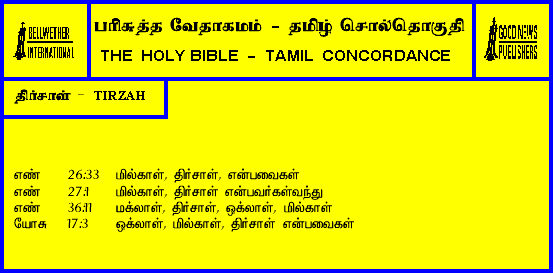 BELLWETHER
INTERNATIONAL
பரிசுத்த வேதாகமம் - தமிழ் சொல்தொகுதி
THE HOLY BIBLE - TAMIL CONCORDANCE
GOOD NEWS
PUBLISHERS
திர்சாள் - TIRZAH
எண் 26:33 மில்காள், திர்சாள், என்பவைகள்
எண் 27:1 மில்காள், திர்சாள் என்பவர்கள்வந்து
எண் 36:11 மக்லாள், திர்சாள், ஒக்லாள், மில்காள்
யோசு 17:3 ஒக்லாள், மில்காள், திர்சாள் என்பவைகள்